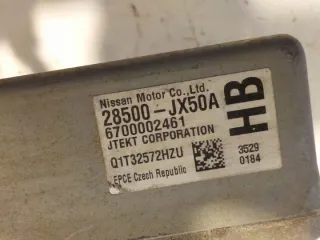 Nissan Motor Co.,Ltd.
28500-JX50A
6700002461
JTEKT CORPORATION
Q1T32572HZU
3529
0184
EPCE Czech Republic
HB